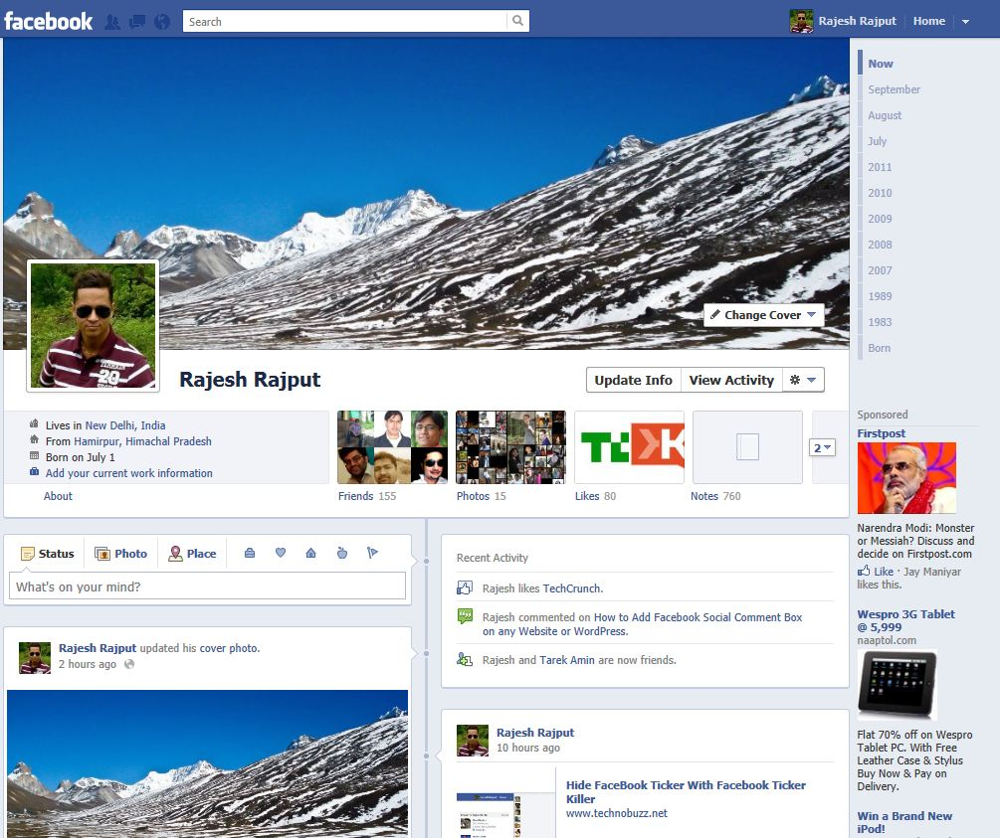 facebook
Search
Rajesh Rajput
Home
Now
September
August
July
2011
2010
2009
2008
2007
1989
1983
Born
Change Cover
Rajesh Rajput
Update Info
View Activity
Lives in New Delhi, India
From Hamirpur, Himachal Pradesh
Born on July 1
Add your current work information
About
Friends 155
Photos 15
Likes 80
Notes 760
2
Status
Photo
Place
What's on your mind?
Rajesh Rajput updated his cover photo.
2 hours ago
Recent Activity
Rajesh likes TechCrunch.
Rajesh commented on How to Add Facebook Social Comment Box
on any Website or WordPress.
Rajesh and Tarek Amin are now friends.
Rajesh Rajput
10 hours ago
Hide FaceBook Ticker With Facebook Ticker
Killer
www.technobuzz.net
Sponsored
Firstpost
Narendra Modi: Monster
or Messiah? Discuss and
decide on Firstpost.com
Like · Jay Maniyar
likes this.
Wespro 3G Tablet
@ 5,999
naaptol.com
Flat 70% off on Wespro
Tablet PC. With Free
Leather Case & Stylus
Buy Now & Pay on
Delivery.
Win a Brand New
iPod!